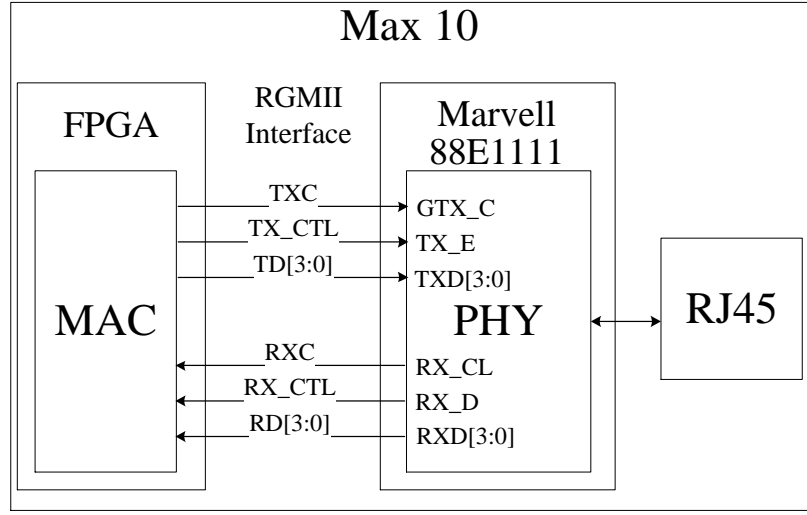 Max 10
FPGA
RGMII
Interface
Marvell
88E1111
TXC
GTX_C
TX_CTL
TX_E
TD[3:0]
TXD[3:0]
MAC
PHY
RJ45
RXC
RX_CL
RX_CTL
RX_D
RD[3:0]
RXD[3:0]